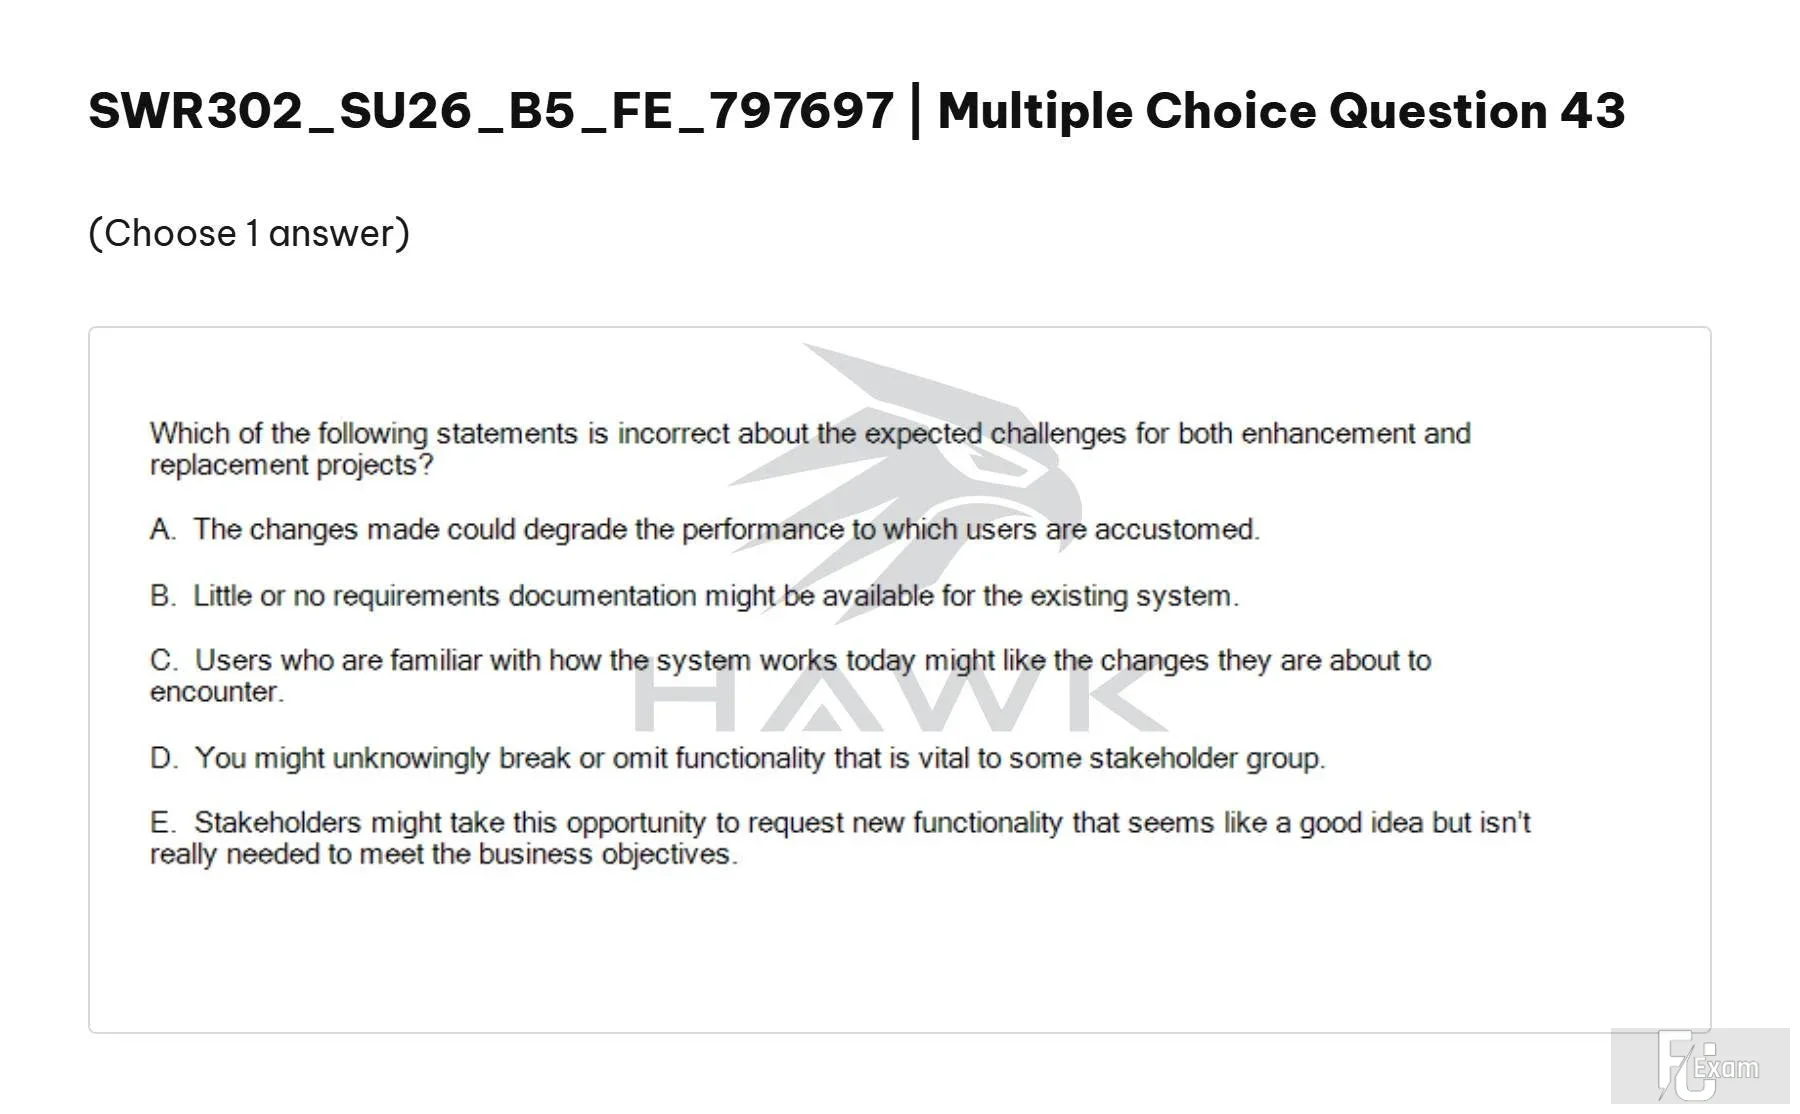 SWR302_SU26_B5_FE_797697 | Multiple Choice Question 43
(Choose 1 answer)
Which of the following statements is incorrect about the expected challenges for both enhancement and
replacement projects?
A. The changes made could degrade the performance to which users are accustomed.
B. Little or no requirements documentation might be available for the existing system.
C. Users who are familiar with how the system works today might like the changes they are about to
encounter.
HAWK
D. You might unknowingly break or omit functionality that is vital to some stakeholder group.
E. Stakeholders might take this opportunity to request new functionality that seems like a good idea but isn't
really needed to meet the business objectives.
FU Exam